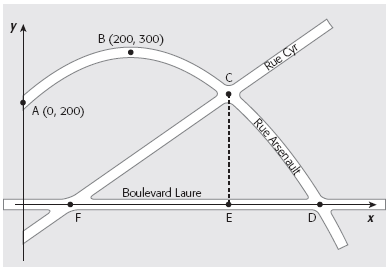 y
B (200, 300)
Rue Cyr
C
A (0, 200)
Rue Arsenault
Boulevard Laure
F
E
D
x